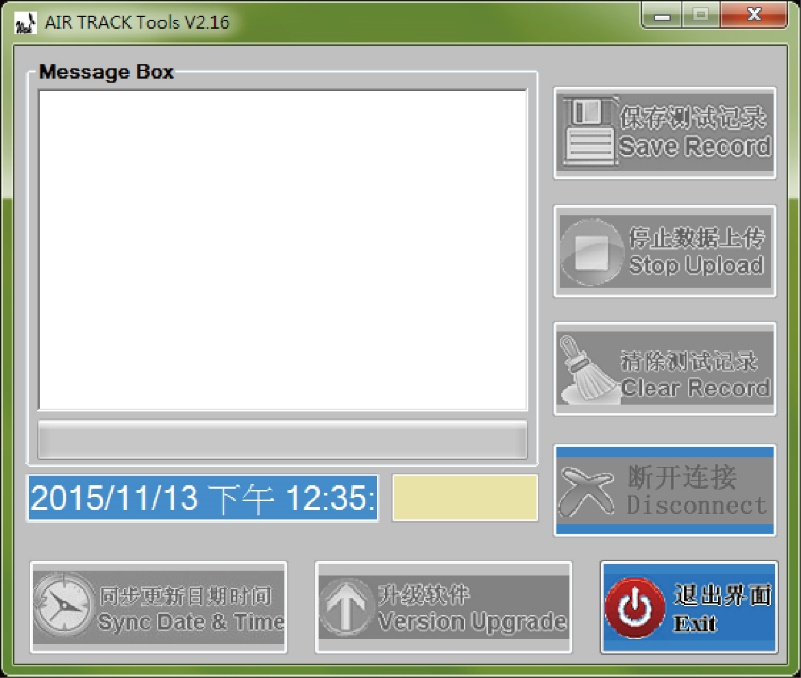 AIR TRACK Tools V2.16
Message Box
保存测试记录
Save Record
停止数据上传
Stop Upload
清除测试记录
Clear Record
2015/11/13 下午 12:35:
断开连接
Disconnect
同步更新日期时间
Sync Date & Time
升级软件
Version Upgrade
退出界面
Exit